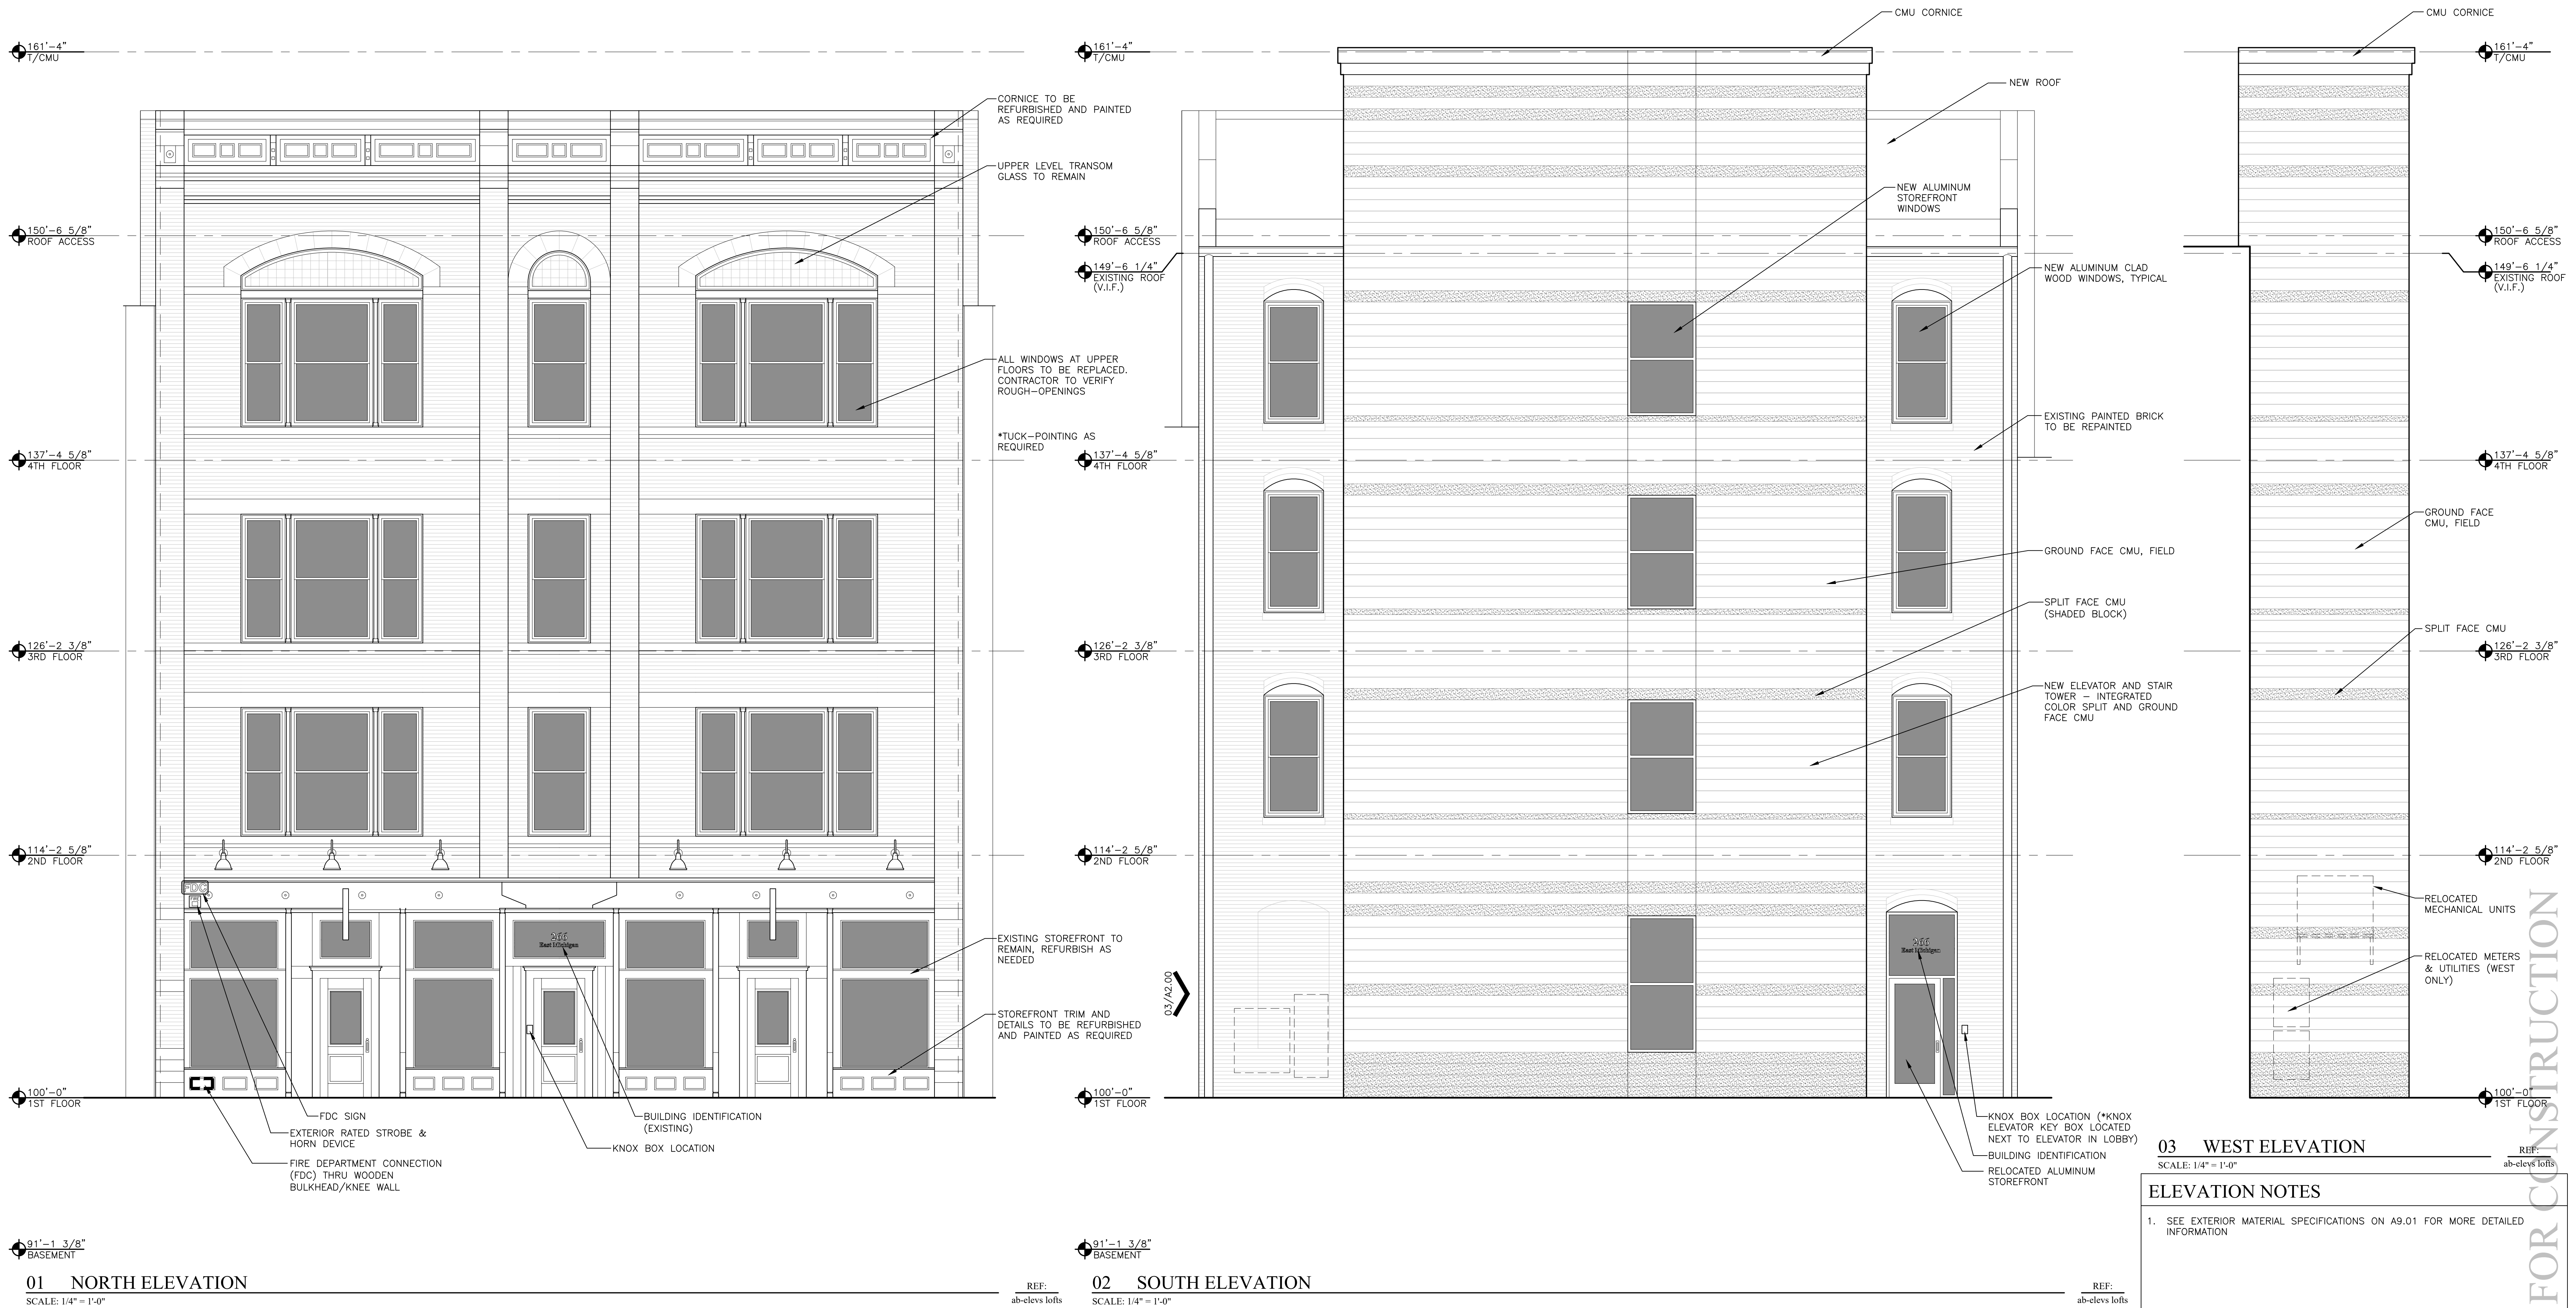 161'-4"
T/CMU
150'-6 5/8"
ROOF ACCESS
137'-4 5/8"
4TH FLOOR
126'-2 3/8"
3RD FLOOR
114'-2 5/8"
2ND FLOOR
100'-0"
1ST FLOOR
91'-1 3/8"
BASEMENT
CORNICE TO BE
REFURBISHED AND PAINTED
AS REQUIRED
UPPER LEVEL TRANSOM
GLASS TO REMAIN
ALL WINDOWS AT UPPER
FLOORS TO BE REPLACED.
CONTRACTOR TO VERIFY
ROUGH-OPENINGS
*TUCK-POINTING AS
REQUIRED
FDC
266
East Michigan
EXISTING STOREFRONT TO
REMAIN, REFURBISH AS
NEEDED
STOREFRONT TRIM AND
DETAILS TO BE REFURBISHED
AND PAINTED AS REQUIRED
FDC SIGN
EXTERIOR RATED STROBE &
HORN DEVICE
FIRE DEPARTMENT CONNECTION
(FDC) THRU WOODEN
BULKHEAD/KNEE WALL
BUILDING IDENTIFICATION
(EXISTING)
KNOX BOX LOCATION
01 NORTH ELEVATION
SCALE: 1/4" = 1'-0"
REF:
ab-elevs lofts
161'-4"
T/CMU
150'-6 5/8"
ROOF ACCESS
149'-6 1/4"
EXISTING ROOF
(V.I.F.)
137'-4 5/8"
4TH FLOOR
126'-2 3/8"
3RD FLOOR
114'-2 5/8"
2ND FLOOR
03/A2.00
100'-0"
1ST FLOOR
91'-1 3/8"
BASEMENT
CMU CORNICE
NEW ROOF
NEW ALUMINUM
STOREFRONT
WINDOWS
NEW ALUMINUM CLAD
WOOD WINDOWS, TYPICAL
EXISTING PAINTED BRICK
TO BE REPAINTED
GROUND FACE CMU, FIELD
SPLIT FACE CMU
(SHADED BLOCK)
NEW ELEVATOR AND STAIR
TOWER - INTEGRATED
COLOR SPLIT AND GROUND
FACE CMU
266
East Michigan
KNOX BOX LOCATION (*KNOX
ELEVATOR KEY BOX LOCATED
NEXT TO ELEVATOR IN LOBBY)
BUILDING IDENTIFICATION
RELOCATED ALUMINUM
STOREFRONT
02 SOUTH ELEVATION
SCALE: 1/4" = 1'-0"
REF:
ab-elevs lofts
CMU CORNICE
161'-4"
T/CMU
150'-6 5/8"
ROOF ACCESS
149'-6 1/4"
EXISTING ROOF
(V.I.F.)
137'-4 5/8"
4TH FLOOR
GROUND FACE
CMU, FIELD
SPLIT FACE CMU
126'-2 3/8"
3RD FLOOR
114'-2 5/8"
2ND FLOOR
RELOCATED
MECHANICAL UNITS
RELOCATED METERS
& UTILITIES (WEST
ONLY)
100'-0"
1ST FLOOR
03 WEST ELEVATION
SCALE: 1/4" = 1'-0"
REF:
ab-elevs lofts
ELEVATION NOTES
1. SEE EXTERIOR MATERIAL SPECIFICATIONS ON A9.01 FOR MORE DETAILED
INFORMATION
FOR CONSTRUCTION